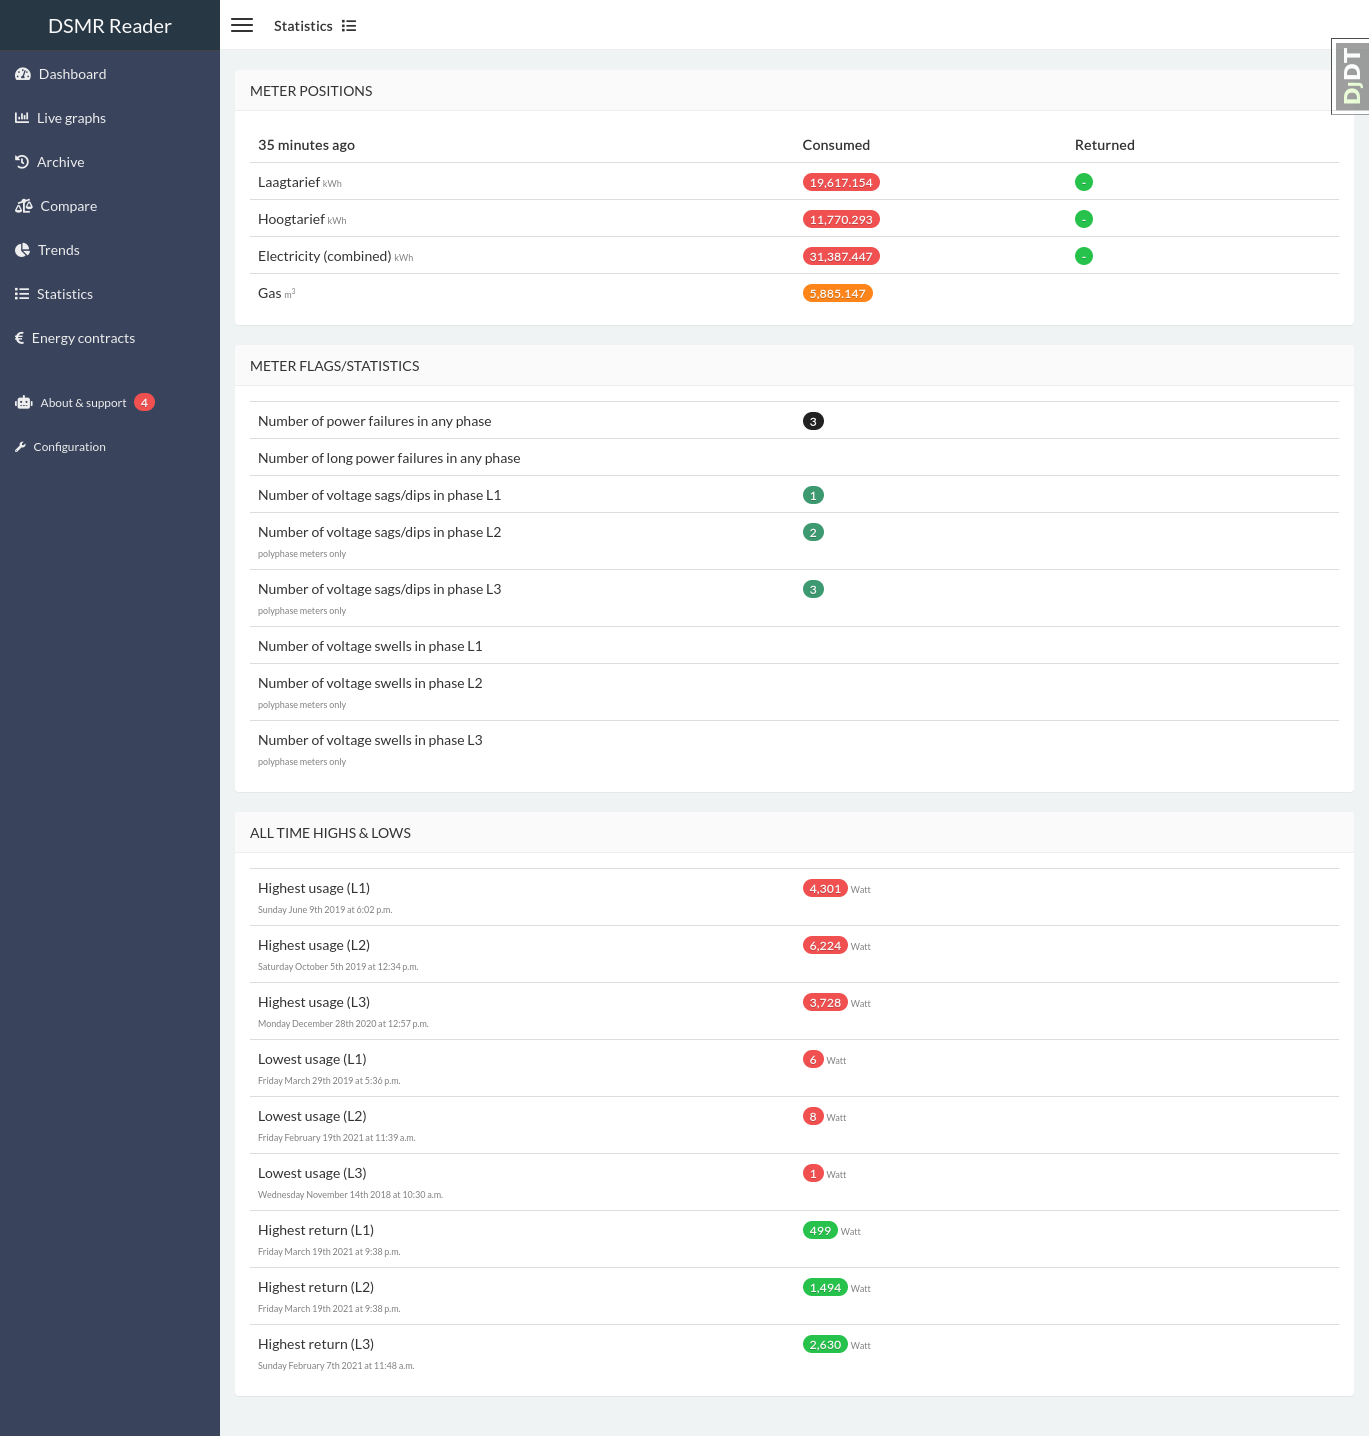 DSMR Reader
Statistics
DjDT
Dashboard
Live graphs
Archive
Compare
Trends
Statistics
Energy contracts
About & support 4
Configuration
METER POSITIONS
35 minutes ago Consumed Returned
Laagtarief kWh 19,617.154 -
Hoogtarief kWh 11,770.293 -
Electricity (combined) kWh 31,387.447 -
Gas m3 5,885.147
METER FLAGS/STATISTICS
Number of power failures in any phase 3
Number of long power failures in any phase
Number of voltage sags/dips in phase L1 1
Number of voltage sags/dips in phase L2 2
polyphase meters only
Number of voltage sags/dips in phase L3 3
polyphase meters only
Number of voltage swells in phase L1
Number of voltage swells in phase L2
polyphase meters only
Number of voltage swells in phase L3
polyphase meters only
ALL TIME HIGHS & LOWS
Highest usage (L1) 4,301 Watt
Sunday June 9th 2019 at 6:02 p.m.
Highest usage (L2) 6,224 Watt
Saturday October 5th 2019 at 12:34 p.m.
Highest usage (L3) 3,728 Watt
Monday December 28th 2020 at 12:57 p.m.
Lowest usage (L1) 6 Watt
Friday March 29th 2019 at 5:36 p.m.
Lowest usage (L2) 8 Watt
Friday February 19th 2021 at 11:39 a.m.
Lowest usage (L3) 1 Watt
Wednesday November 14th 2018 at 10:30 a.m.
Highest return (L1) 499 Watt
Friday March 19th 2021 at 9:38 p.m.
Highest return (L2) 1,494 Watt
Friday March 19th 2021 at 9:38 p.m.
Highest return (L3) 2,630 Watt
Sunday February 7th 2021 at 11:48 a.m.